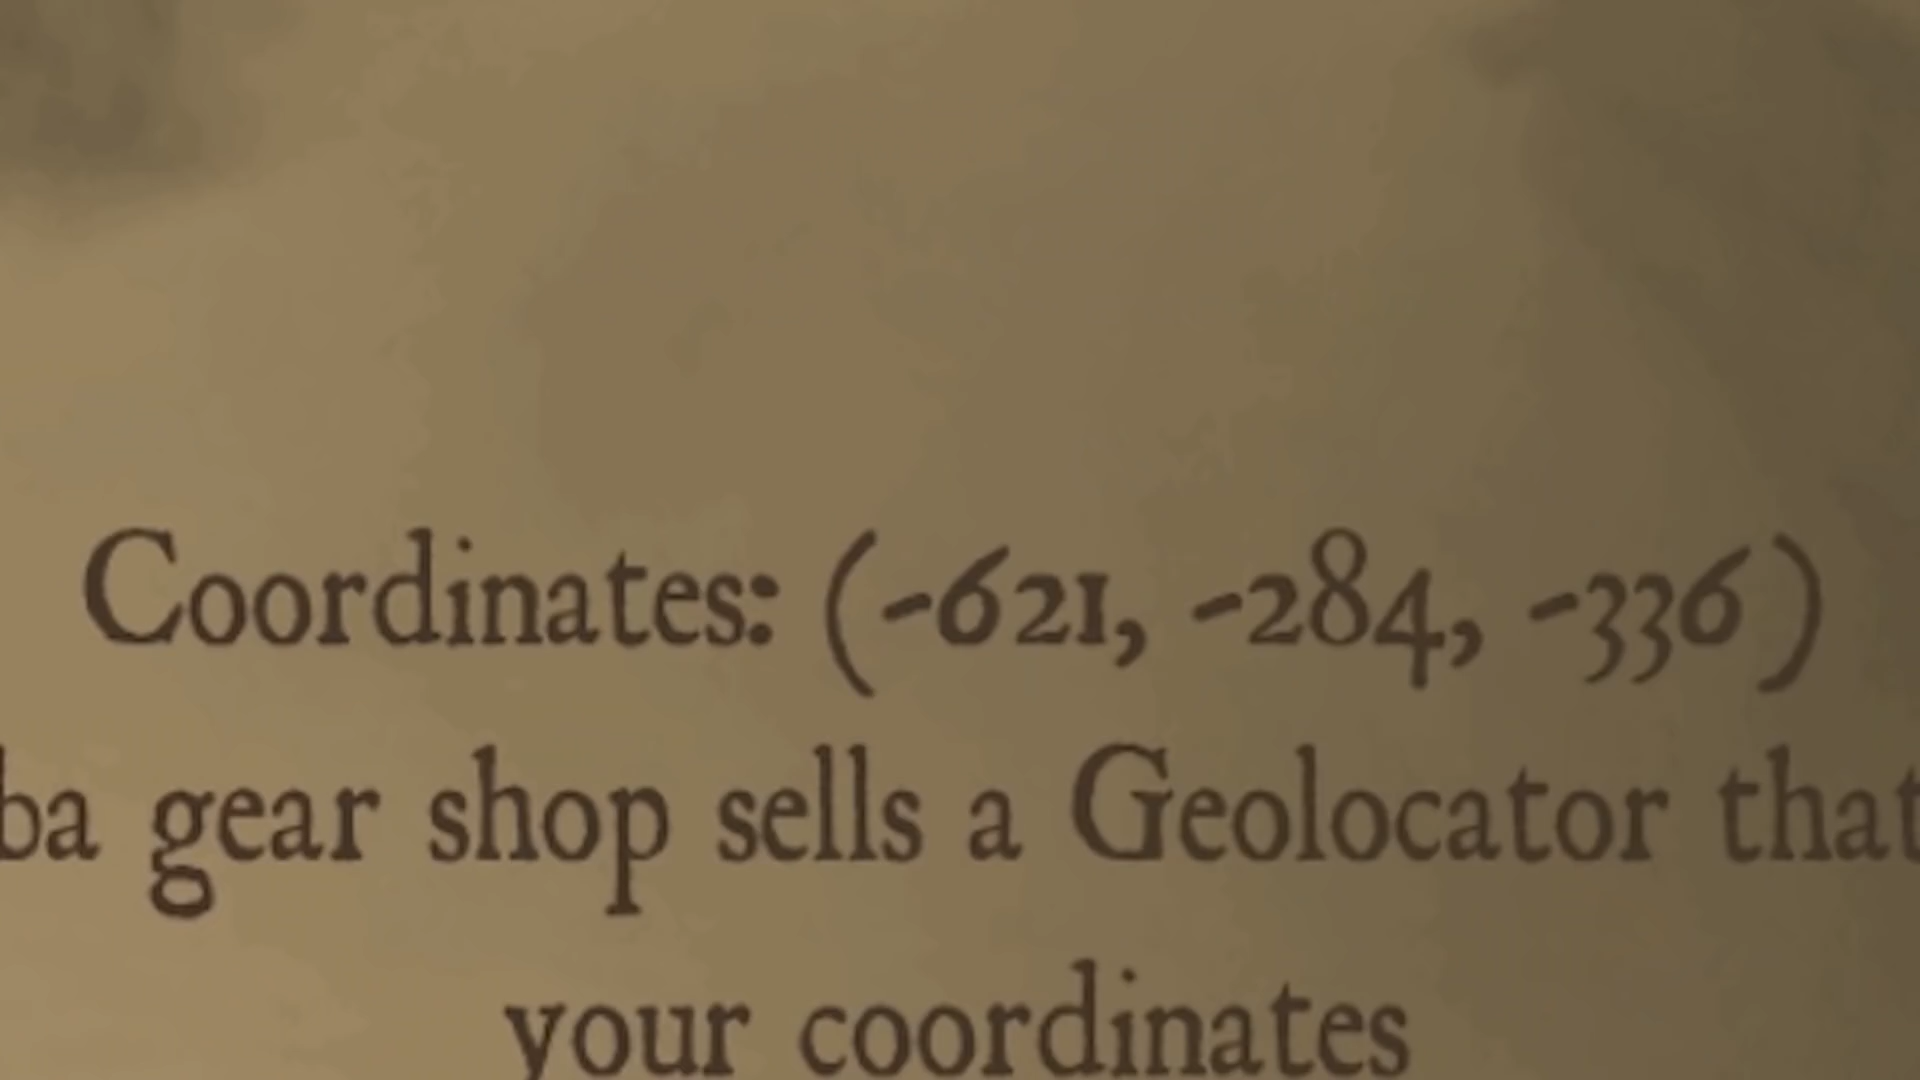 Coordinates: (-621, -284, -336)
ba gear shop sells a Geolocator that
your coordinates